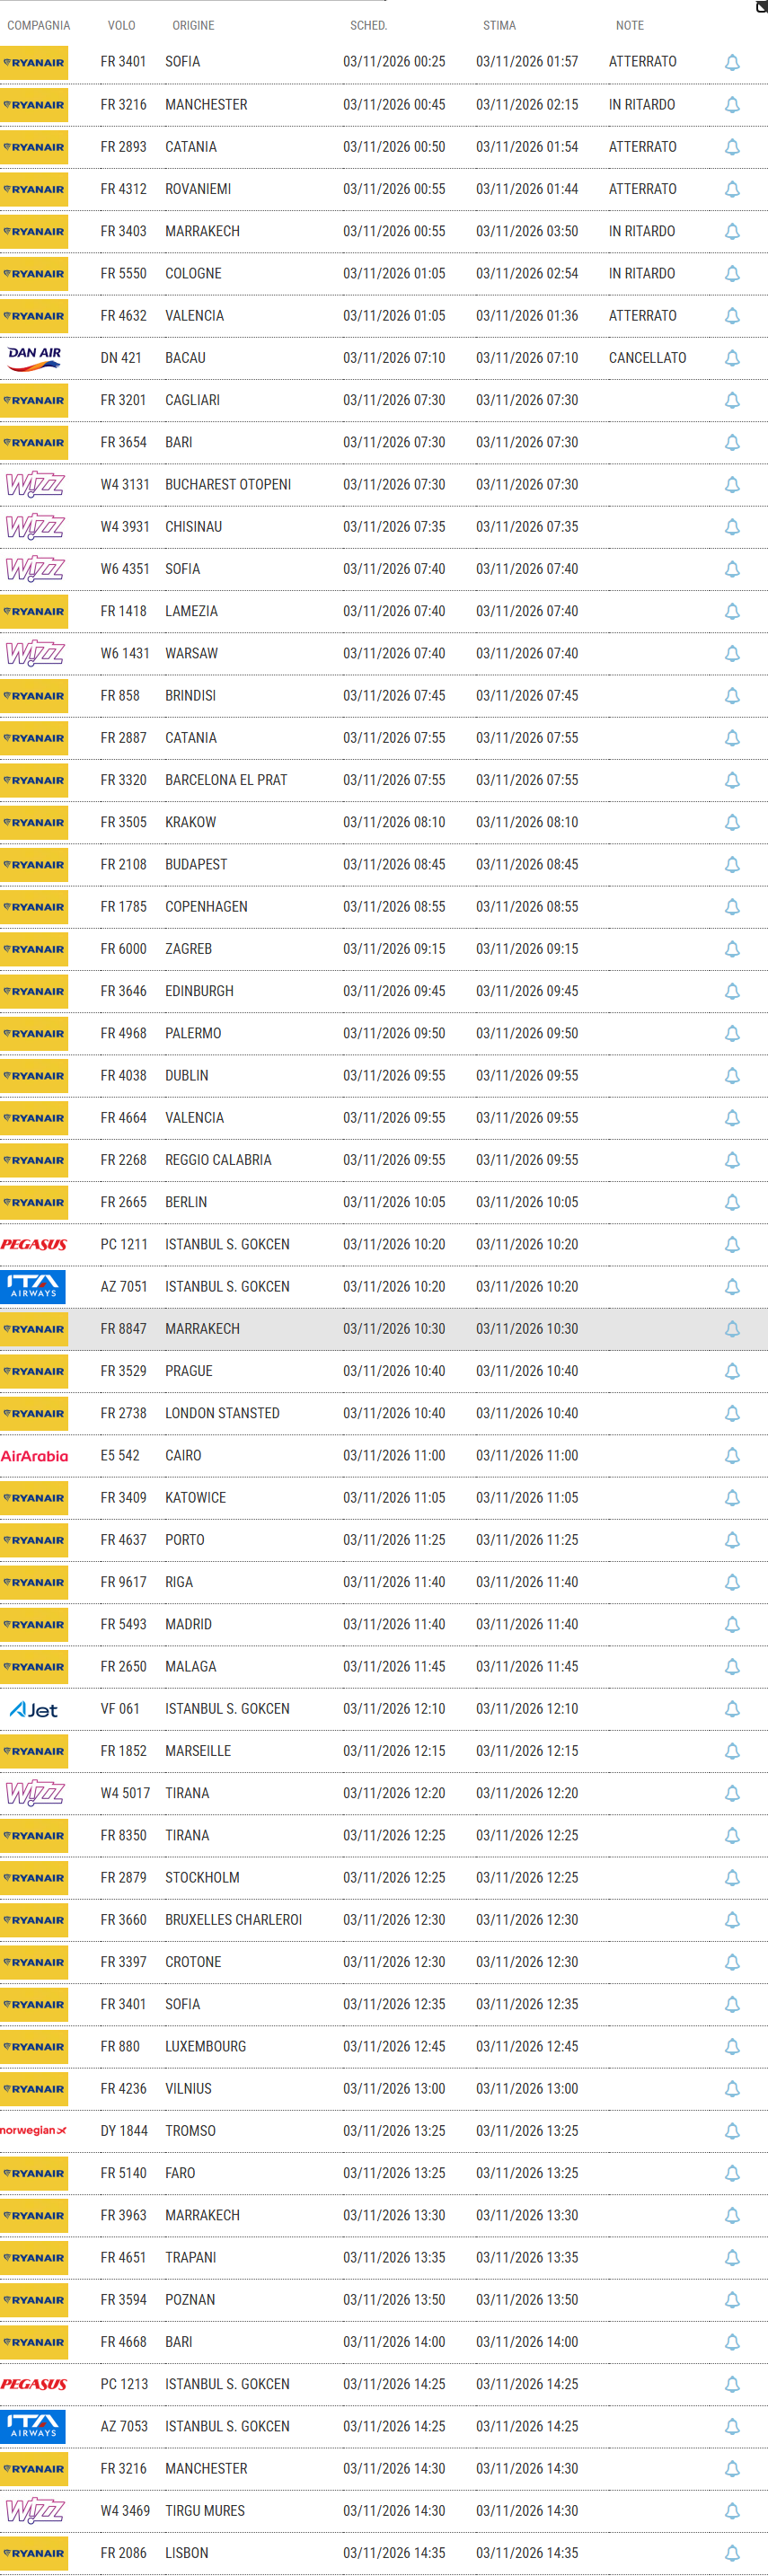 COMPAGNIA VOLO ORIGINE SCHED. STIMA NOTE
RYANAIR FR 3401 SOFIA 03/11/2026 00:25 03/11/2026 01:57 ATTERRATO
RYANAIR FR 3216 MANCHESTER 03/11/2026 00:45 03/11/2026 02:15 IN RITARDO
RYANAIR FR 2893 CATANIA 03/11/2026 00:50 03/11/2026 01:54 ATTERRATO
RYANAIR FR 4312 ROVANIEMI 03/11/2026 00:55 03/11/2026 01:44 ATTERRATO
RYANAIR FR 3403 MARRAKECH 03/11/2026 00:55 03/11/2026 03:50 IN RITARDO
RYANAIR FR 5550 COLOGNE 03/11/2026 01:05 03/11/2026 02:54 IN RITARDO
RYANAIR FR 4632 VALENCIA 03/11/2026 01:05 03/11/2026 01:36 ATTERRATO
DAN AIR DN 421 BACAU 03/11/2026 07:10 03/11/2026 07:10 CANCELLATO
RYANAIR FR 3201 CAGLIARI 03/11/2026 07:30 03/11/2026 07:30
RYANAIR FR 3654 BARI 03/11/2026 07:30 03/11/2026 07:30
WIZZ W4 3131 BUCHAREST OTOPENI 03/11/2026 07:30 03/11/2026 07:30
WIZZ W4 3931 CHISINAU 03/11/2026 07:35 03/11/2026 07:35
WIZZ W6 4351 SOFIA 03/11/2026 07:40 03/11/2026 07:40
RYANAIR FR 1418 LAMEZIA 03/11/2026 07:40 03/11/2026 07:40
WIZZ W6 1431 WARSAW 03/11/2026 07:40 03/11/2026 07:40
RYANAIR FR 858 BRINDISI 03/11/2026 07:45 03/11/2026 07:45
RYANAIR FR 2887 CATANIA 03/11/2026 07:55 03/11/2026 07:55
RYANAIR FR 3320 BARCELONA EL PRAT 03/11/2026 07:55 03/11/2026 07:55
RYANAIR FR 3505 KRAKOW 03/11/2026 08:10 03/11/2026 08:10
RYANAIR FR 2108 BUDAPEST 03/11/2026 08:45 03/11/2026 08:45
RYANAIR FR 1785 COPENHAGEN 03/11/2026 08:55 03/11/2026 08:55
RYANAIR FR 6000 ZAGREB 03/11/2026 09:15 03/11/2026 09:15
RYANAIR FR 3646 EDINBURGH 03/11/2026 09:45 03/11/2026 09:45
RYANAIR FR 4968 PALERMO 03/11/2026 09:50 03/11/2026 09:50
RYANAIR FR 4038 DUBLIN 03/11/2026 09:55 03/11/2026 09:55
RYANAIR FR 4664 VALENCIA 03/11/2026 09:55 03/11/2026 09:55
RYANAIR FR 2268 REGGIO CALABRIA 03/11/2026 09:55 03/11/2026 09:55
RYANAIR FR 2665 BERLIN 03/11/2026 10:05 03/11/2026 10:05
PEGASUS PC 1211 ISTANBUL S. GOKCEN 03/11/2026 10:20 03/11/2026 10:20
ITA AIRWAYS AZ 7051 ISTANBUL S. GOKCEN 03/11/2026 10:20 03/11/2026 10:20
RYANAIR FR 8847 MARRAKECH 03/11/2026 10:30 03/11/2026 10:30
RYANAIR FR 3529 PRAGUE 03/11/2026 10:40 03/11/2026 10:40
RYANAIR FR 2738 LONDON STANSTED 03/11/2026 10:40 03/11/2026 10:40
AirArabia E5 542 CAIRO 03/11/2026 11:00 03/11/2026 11:00
RYANAIR FR 3409 KATOWICE 03/11/2026 11:05 03/11/2026 11:05
RYANAIR FR 4637 PORTO 03/11/2026 11:25 03/11/2026 11:25
RYANAIR FR 9617 RIGA 03/11/2026 11:40 03/11/2026 11:40
RYANAIR FR 5493 MADRID 03/11/2026 11:40 03/11/2026 11:40
RYANAIR FR 2650 MALAGA 03/11/2026 11:45 03/11/2026 11:45
AJet VF 061 ISTANBUL S. GOKCEN 03/11/2026 12:10 03/11/2026 12:10
RYANAIR FR 1852 MARSEILLE 03/11/2026 12:15 03/11/2026 12:15
WIZZ W4 5017 TIRANA 03/11/2026 12:20 03/11/2026 12:20
RYANAIR FR 8350 TIRANA 03/11/2026 12:25 03/11/2026 12:25
RYANAIR FR 2879 STOCKHOLM 03/11/2026 12:25 03/11/2026 12:25
RYANAIR FR 3660 BRUXELLES CHARLEROI 03/11/2026 12:30 03/11/2026 12:30
RYANAIR FR 3397 CROTONE 03/11/2026 12:30 03/11/2026 12:30
RYANAIR FR 3401 SOFIA 03/11/2026 12:35 03/11/2026 12:35
RYANAIR FR 880 LUXEMBOURG 03/11/2026 12:45 03/11/2026 12:45
RYANAIR FR 4236 VILNIUS 03/11/2026 13:00 03/11/2026 13:00
norwegian DY 1844 TROMSO 03/11/2026 13:25 03/11/2026 13:25
RYANAIR FR 5140 FARO 03/11/2026 13:25 03/11/2026 13:25
RYANAIR FR 3963 MARRAKECH 03/11/2026 13:30 03/11/2026 13:30
RYANAIR FR 4651 TRAPANI 03/11/2026 13:35 03/11/2026 13:35
RYANAIR FR 3594 POZNAN 03/11/2026 13:50 03/11/2026 13:50
RYANAIR FR 4668 BARI 03/11/2026 14:00 03/11/2026 14:00
PEGASUS PC 1213 ISTANBUL S. GOKCEN 03/11/2026 14:25 03/11/2026 14:25
ITA AIRWAYS AZ 7053 ISTANBUL S. GOKCEN 03/11/2026 14:25 03/11/2026 14:25
RYANAIR FR 3216 MANCHESTER 03/11/2026 14:30 03/11/2026 14:30
WIZZ W4 3469 TIRGU MURES 03/11/2026 14:30 03/11/2026 14:30
RYANAIR FR 2086 LISBON 03/11/2026 14:35 03/11/2026 14:35